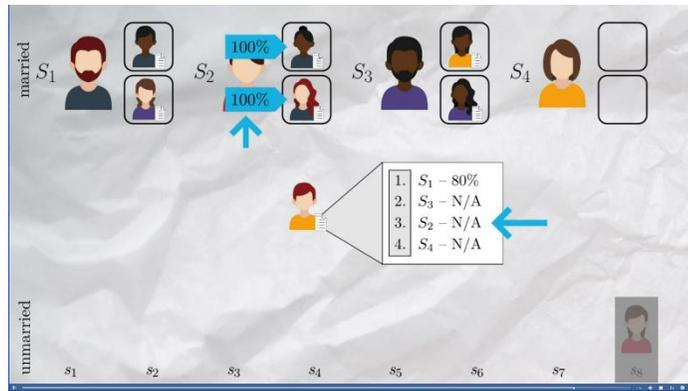 married
S1
S2
S3
S4
100%
100%
1. S1 – 80%
2. S3 – N/A
3. S2 – N/A
4. S4 – N/A
unmarried
s1 s2 s3 s4 s5 s6 s7 s8